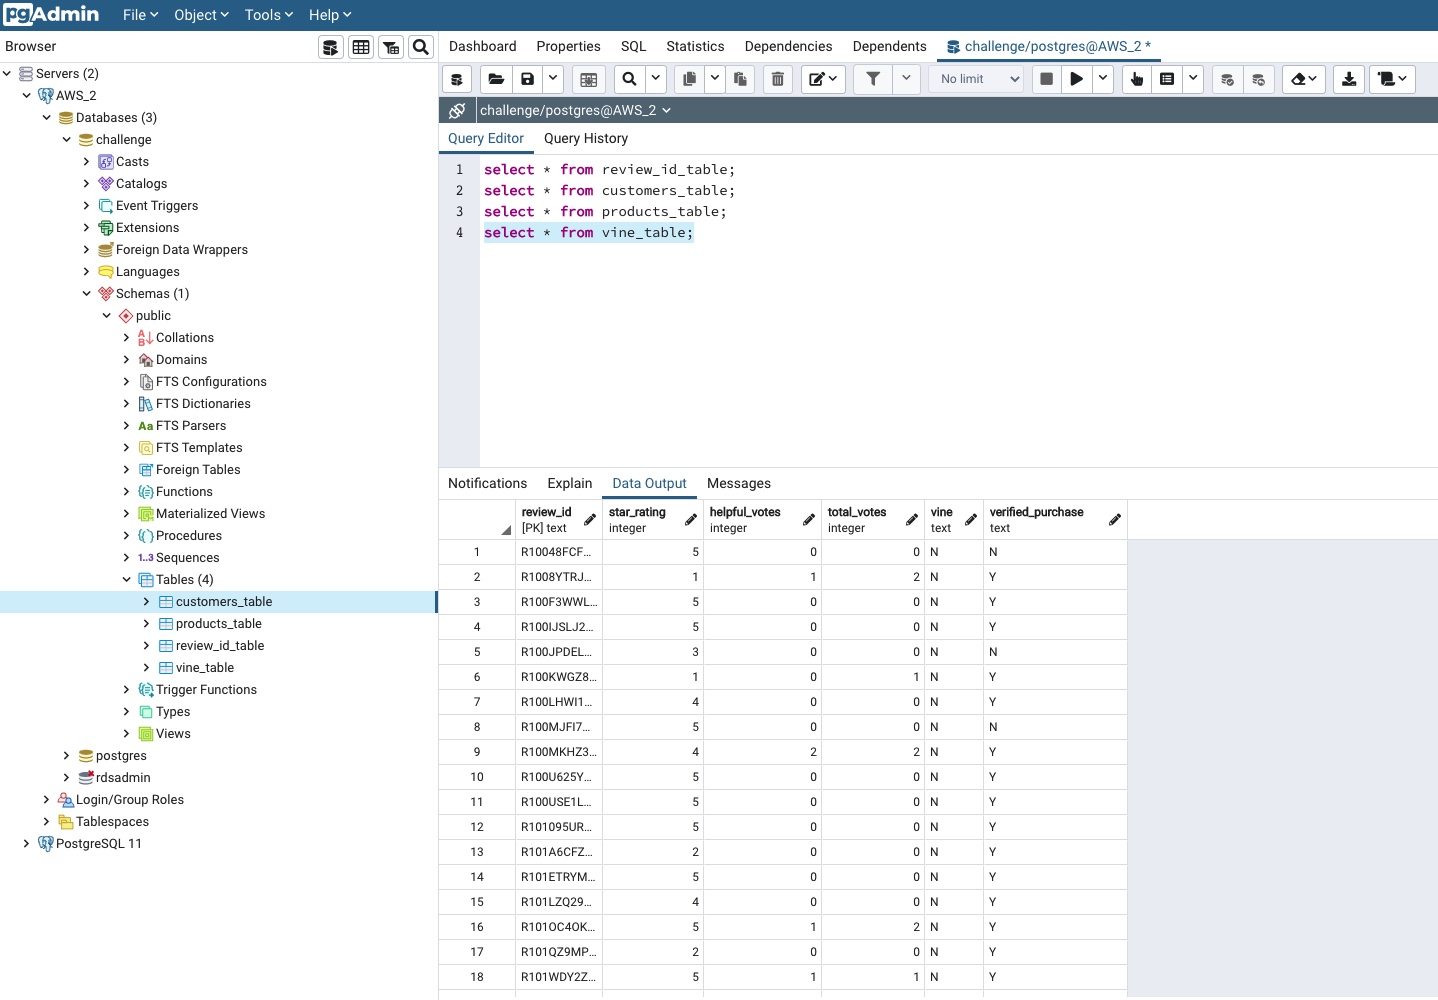 pgAdmin File Object Tools Help
Browser
Dashboard Properties SQL Statistics Dependencies Dependents challenge/postgres@AWS_2 *
No limit
challenge/postgres@AWS_2
Query Editor Query History
Servers (2)
AWS_2
Databases (3)
challenge
Casts
Catalogs
Event Triggers
Extensions
Foreign Data Wrappers
Languages
Schemas (1)
public
Collations
Domains
FTS Configurations
FTS Dictionaries
Aa FTS Parsers
FTS Templates
Foreign Tables
Functions
Materialized Views
Procedures
1..3 Sequences
Tables (4)
customers_table
products_table
review_id_table
vine_table
Trigger Functions
Types
Views
postgres
rdsadmin
Login/Group Roles
Tablespaces
PostgreSQL 11
1 select * from review_id_table;
2 select * from customers_table;
3 select * from products_table;
4 select * from vine_table;
Notifications Explain Data Output Messages
review_id star_rating helpful_votes total_votes vine verified_purchase
[PK] text integer integer integer text text
1 R10048FCF... 5 0 0 N N
2 R1008YTRJ... 1 1 2 N Y
3 R100F3WWL... 5 0 0 N Y
4 R100IJSLJ2... 5 0 0 N Y
5 R100JPDEL... 3 0 0 N N
6 R100KWGZ8... 1 0 1 N Y
7 R100LHWI1... 4 0 0 N Y
8 R100MJFI7... 5 0 0 N N
9 R100MKHZ3... 4 2 2 N Y
10 R100U625Y... 5 0 0 N Y
11 R100USE1L... 5 0 0 N Y
12 R101095UR... 5 0 0 N Y
13 R101A6CFZ... 2 0 0 N Y
14 R101ETRYM... 5 0 0 N Y
15 R101LZQ29... 4 0 0 N Y
16 R101OC4OK... 5 1 2 N Y
17 R101QZ9MP... 2 0 0 N Y
18 R101WDY2Z... 5 1 1 N Y